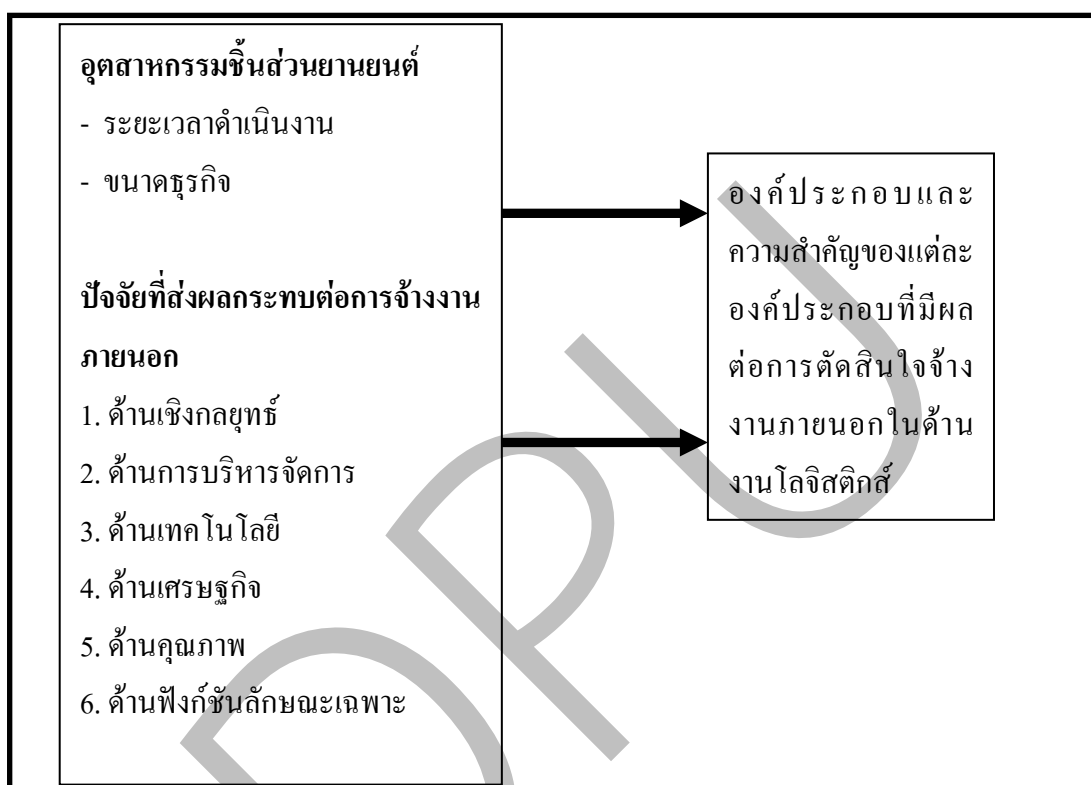 อุตสาหกรรมชิ้นส่วนยานยนต์
- ระยะเวลาดำเนินงาน
- ขนาดธุรกิจ
ปัจจัยที่ส่งผลกระทบต่อการจ้างงาน
ภายนอก
1. ด้านเชิงกลยุทธ์
2. ด้านการบริหารจัดการ
3. ด้านเทคโนโลยี
4. ด้านเศรษฐกิจ
5. ด้านคุณภาพ
6. ด้านฟังก์ชันลักษณะเฉพาะ
องค์ประกอบและ
ความสำคัญของแต่ละ
องค์ประกอบที่มีผล
ต่อการตัดสินใจจ้าง
งานภายนอกในด้าน
งานโลจิสติกส์
DPU